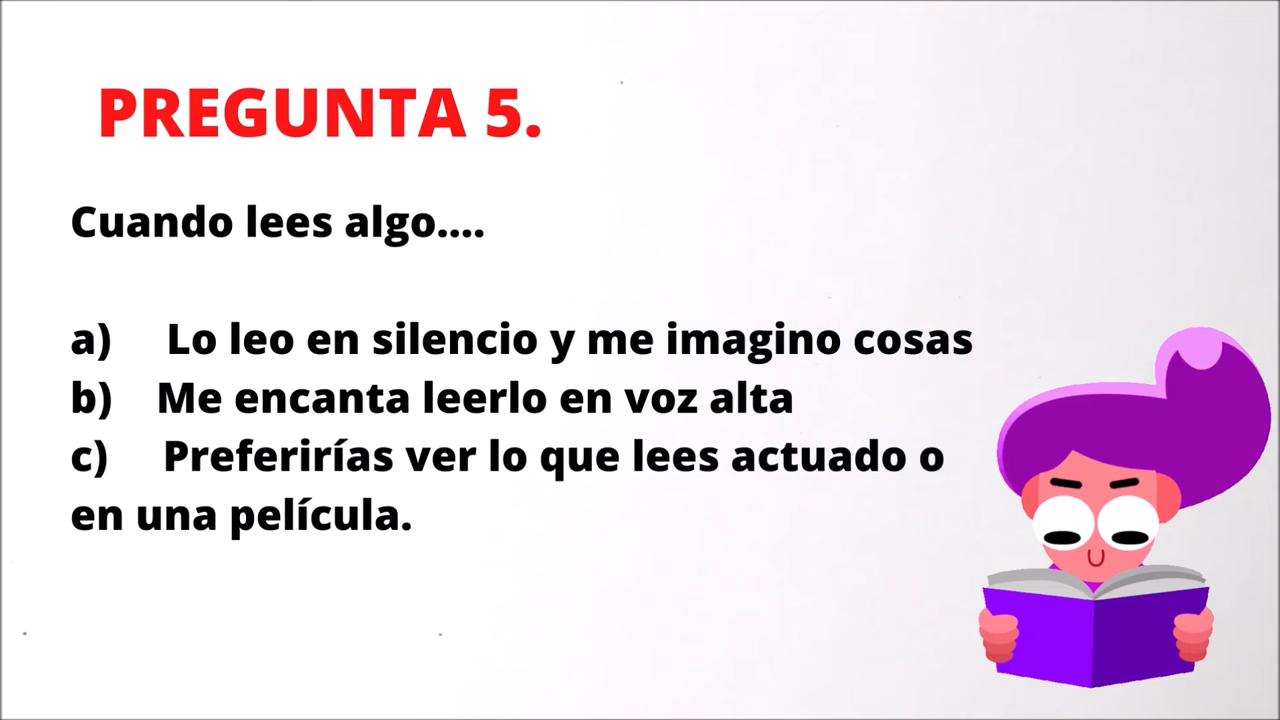 PREGUNTA 5.
Cuando lees algo....
a) Lo leo en silencio y me imagino cosas
b) Me encanta leerlo en voz alta
c) Preferirías ver lo que lees actuado o
en una película.